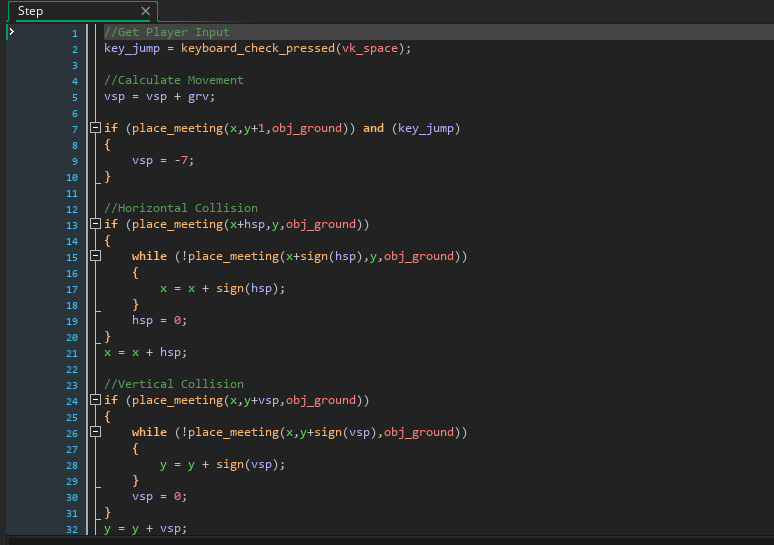 Step
1 //Get Player Input
2 key_jump = keyboard_check_pressed(vk_space);
3
4 //Calculate Movement
5 vsp = vsp + grv;
6
7 if (place_meeting(x,y+1,obj_ground)) and (key_jump)
8 {
9     vsp = -7;
10 }
11
12 //Horizontal Collision
13 if (place_meeting(x+hsp,y,obj_ground))
14 {
15     while (!place_meeting(x+sign(hsp),y,obj_ground))
16     {
17         x = x + sign(hsp);
18     }
19     hsp = 0;
20 }
21 x = x + hsp;
22
23 //Vertical Collision
24 if (place_meeting(x,y+vsp,obj_ground))
25 {
26     while (!place_meeting(x,y+sign(vsp),obj_ground))
27     {
28         y = y + sign(vsp);
29     }
30     vsp = 0;
31 }
32 y = y + vsp;